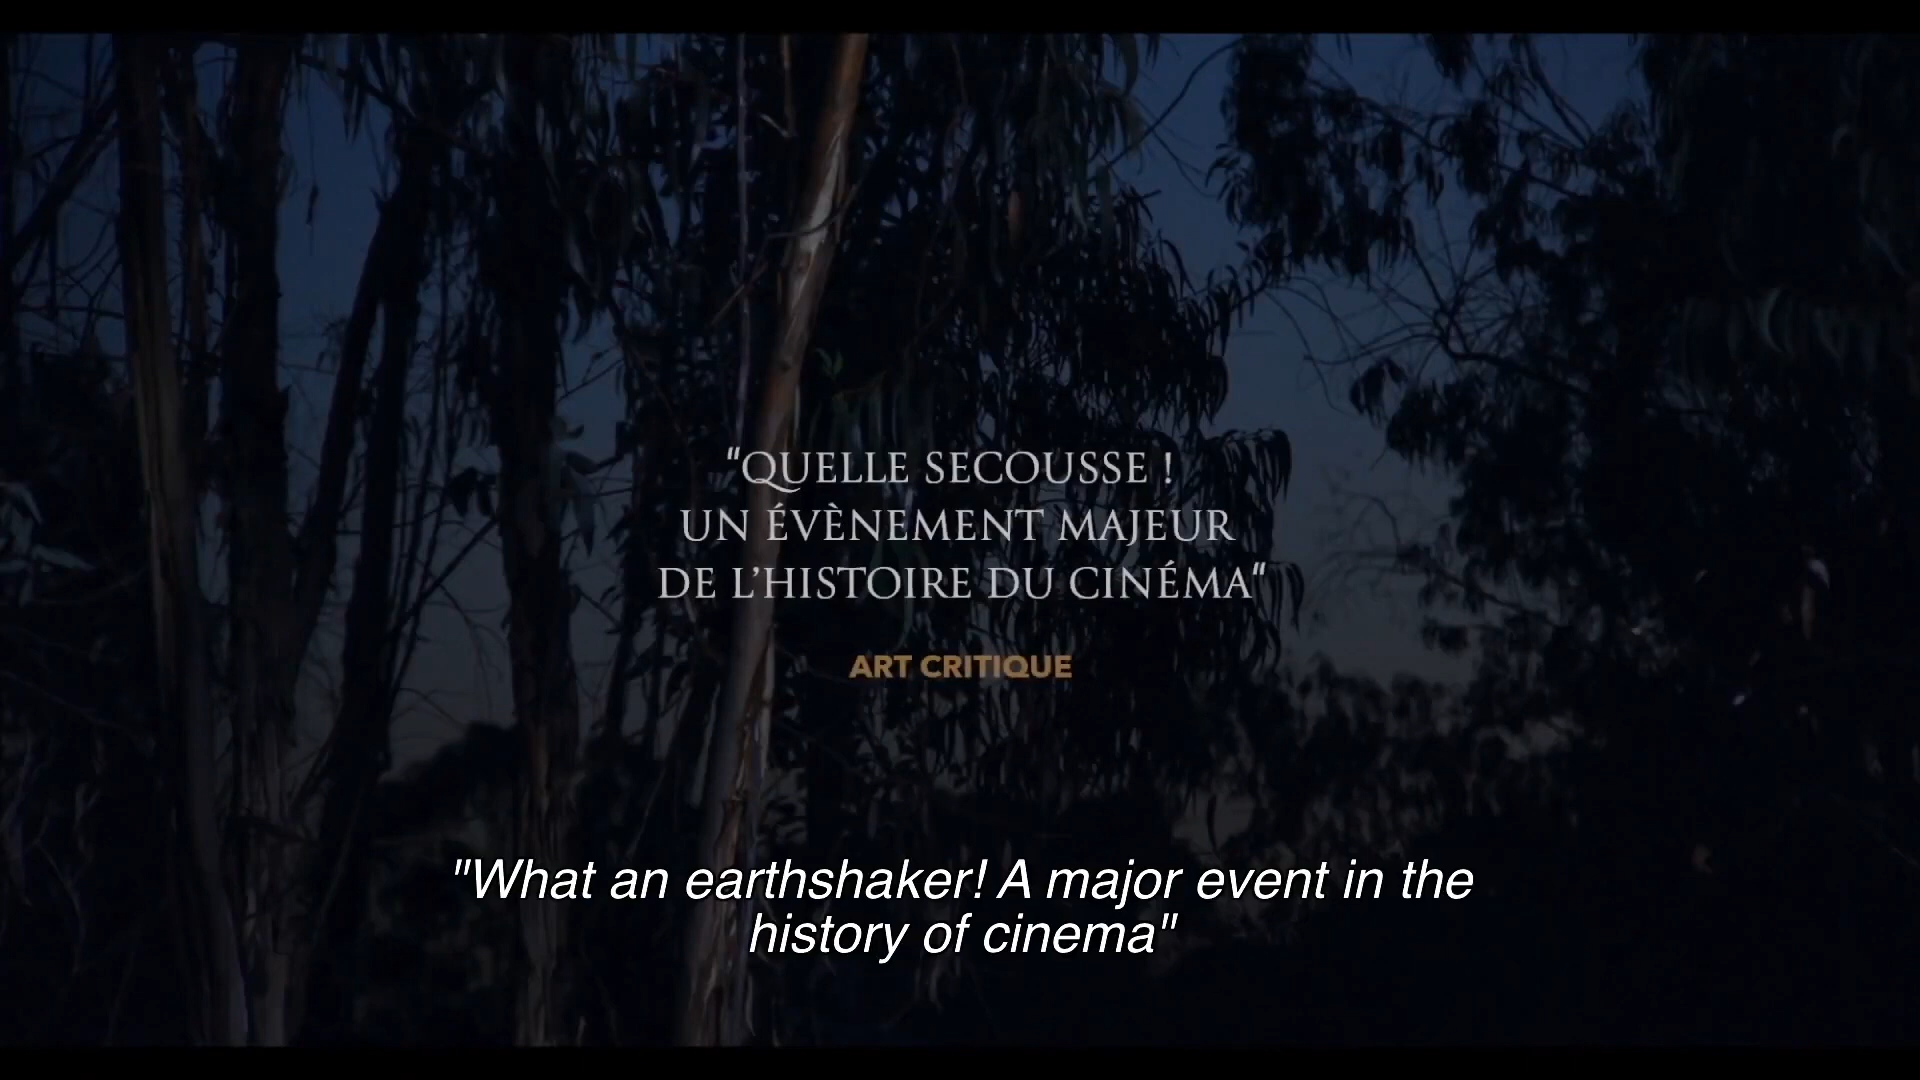 "QUELLE SECOUSSE !
UN ÉVÈNEMENT MAJEUR
DE L'HISTOIRE DU CINÉMA"
ART CRITIQUE
"What an earthshaker! A major event in the
history of cinema"